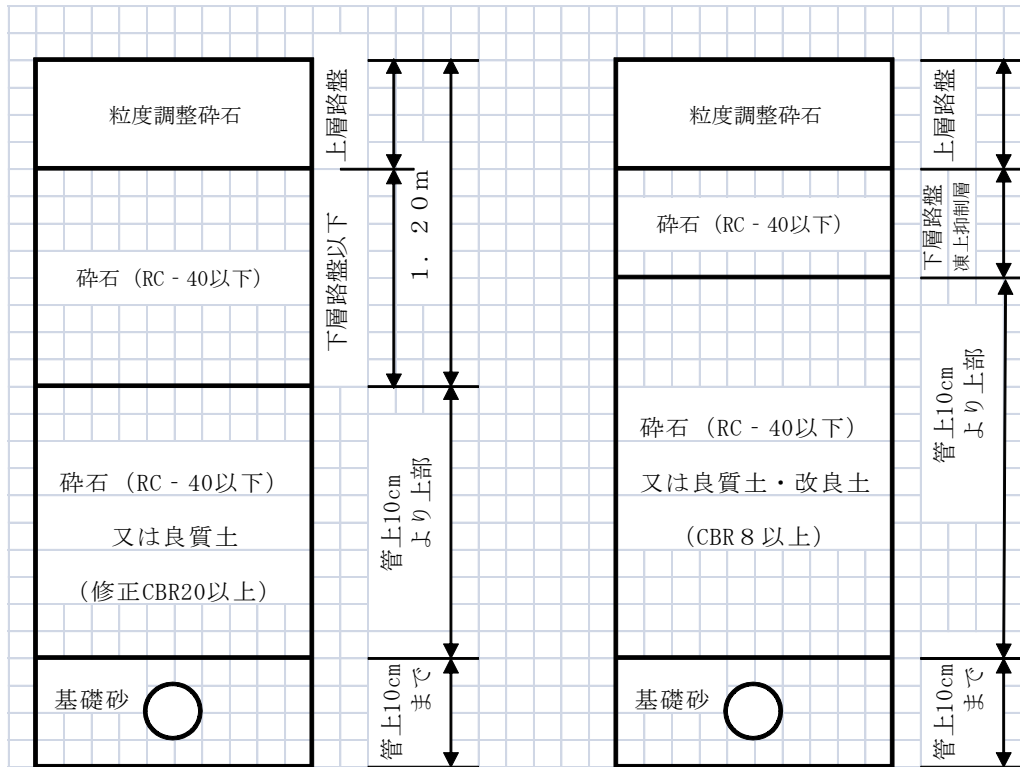 粒度調整砕石
砕石（RC‐40以下）
砕石（RC‐40以下）
又は良質土
（修正CBR20以上）
基礎砂
上層路盤
下層路盤以下
1.20m
管上10cm
より上部
管上10cm
まで
粒度調整砕石
砕石（RC‐40以下）
砕石（RC‐40以下）
又は良質土・改良土
（CBR８以上）
基礎砂
上層路盤
下層路盤
凍上抑制層
管上10cm
より上部
管上10cm
まで